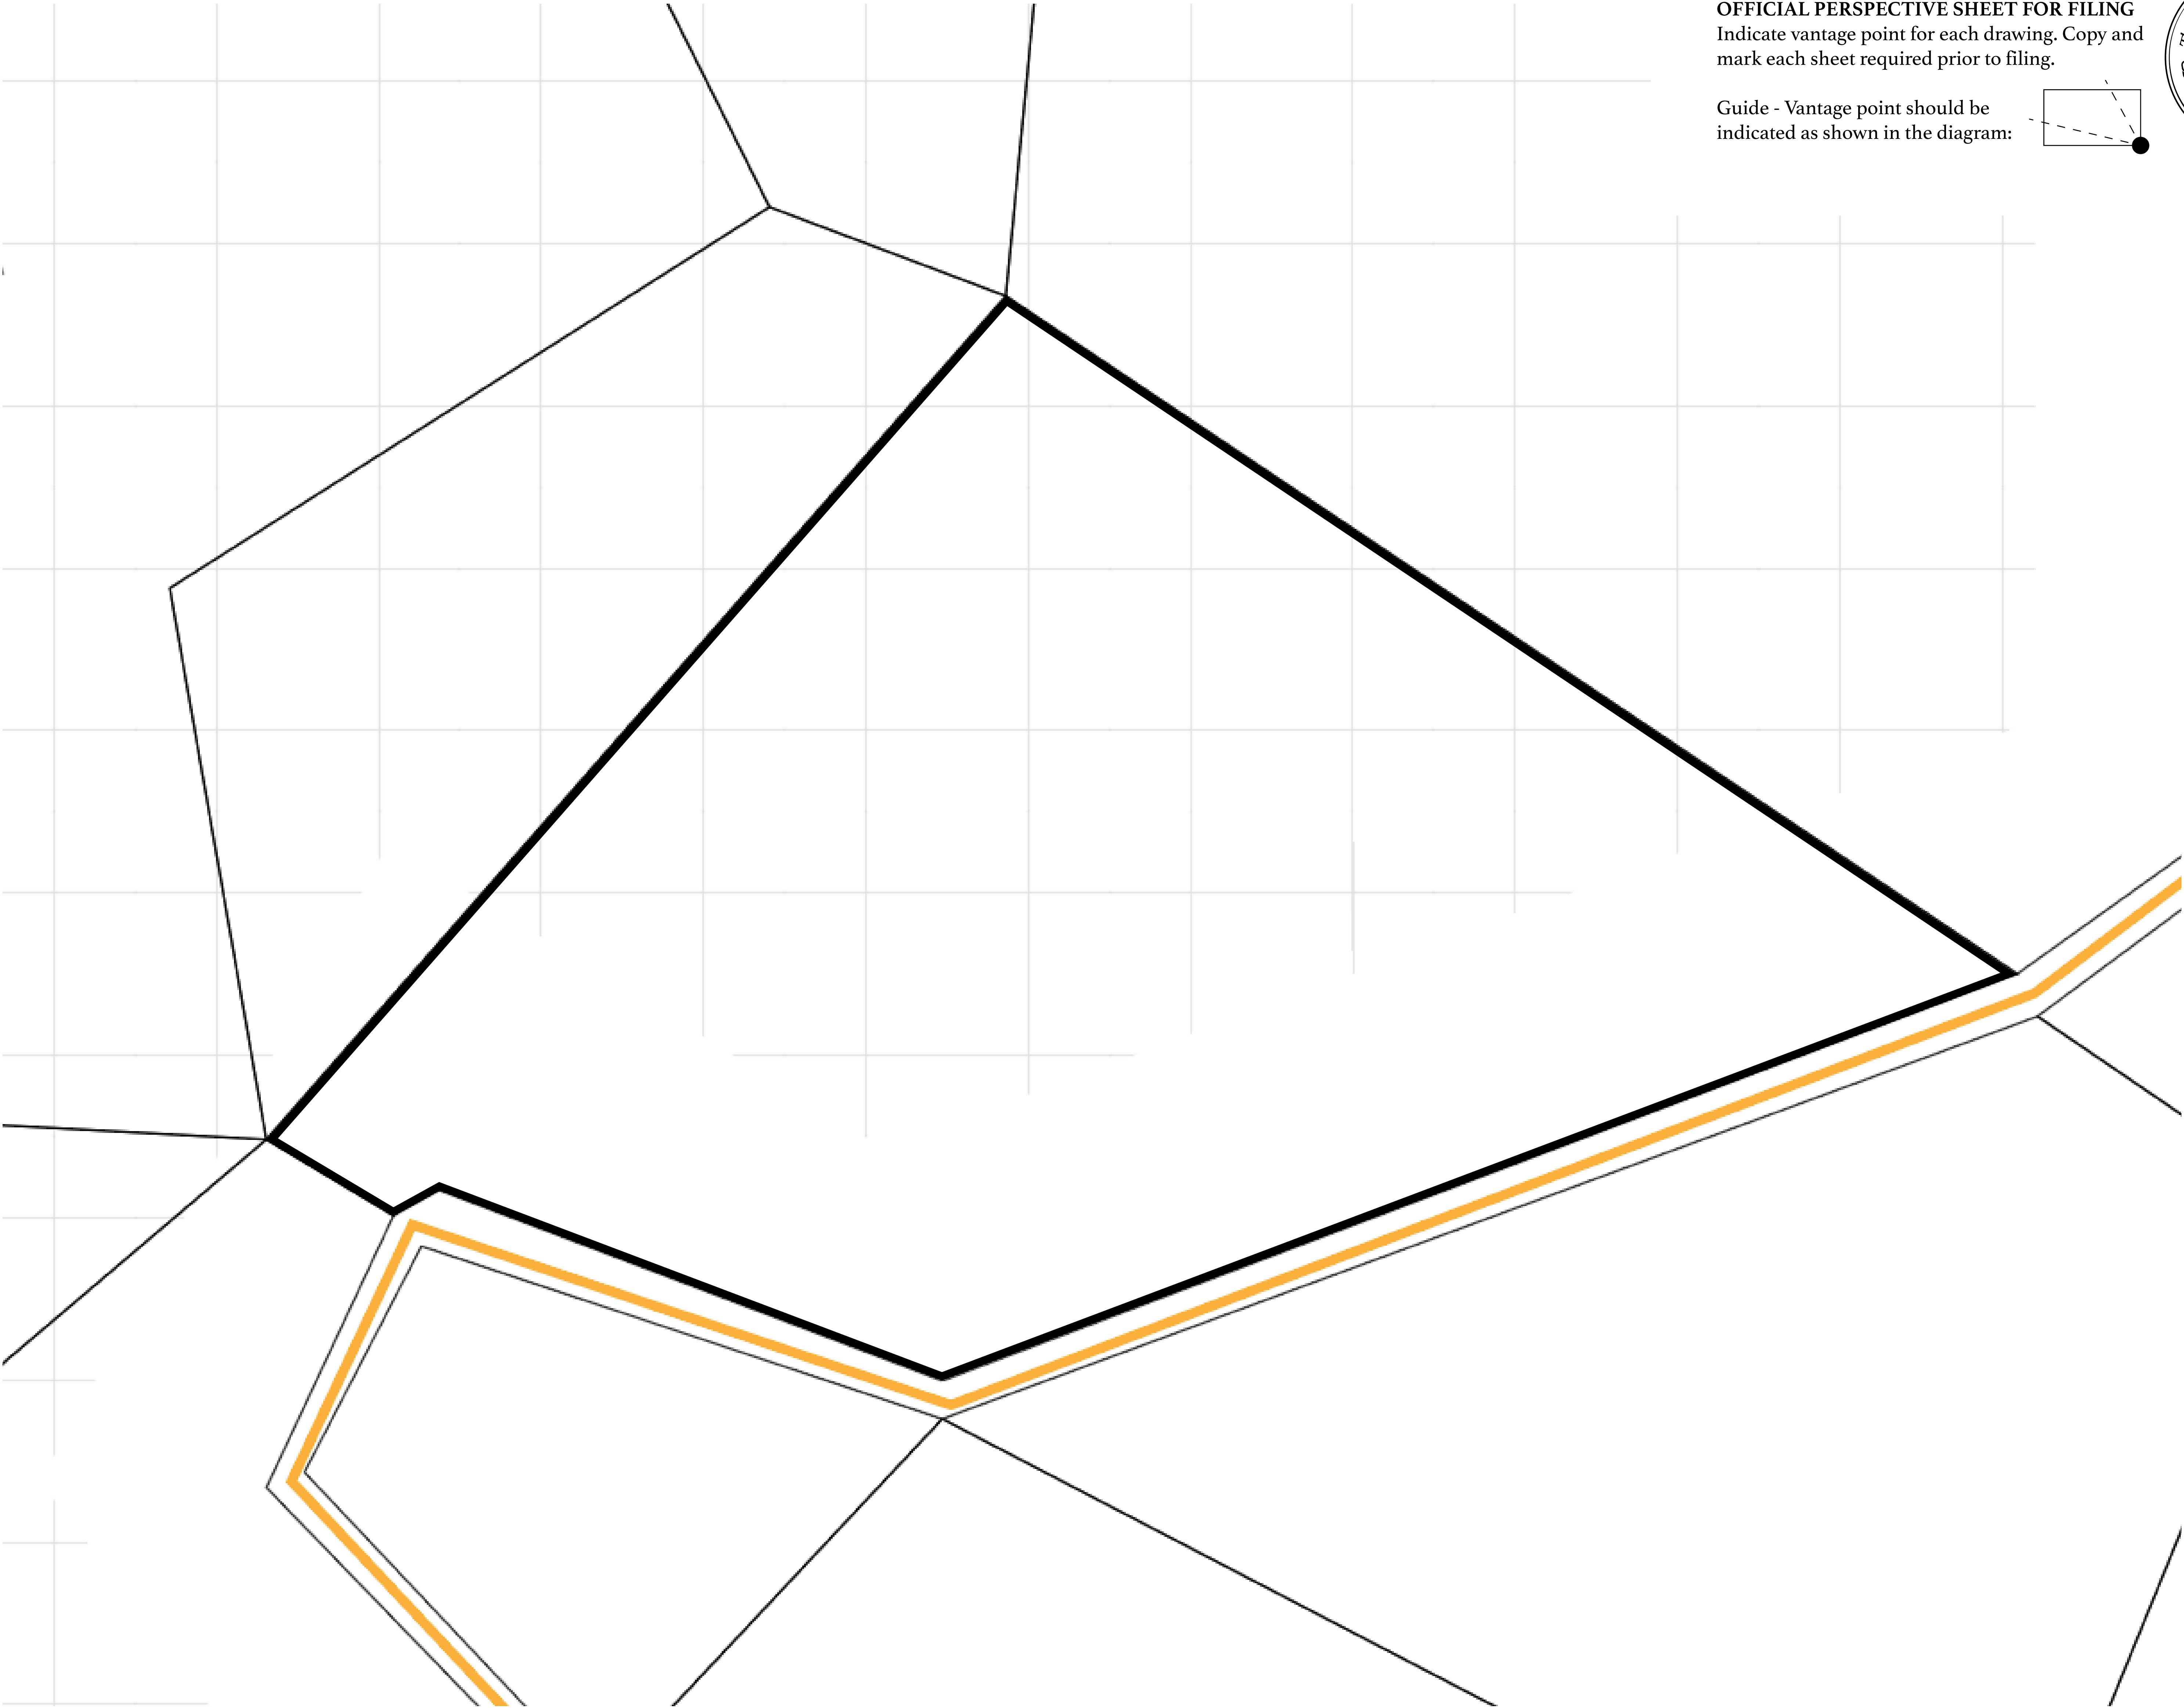 OFFICIAL PERSPECTIVE SHEET FOR FILING
Indicate vantage point for each drawing. Copy and
mark each sheet required prior to filing.
Guide - Vantage point should be
indicated as shown in the diagram: